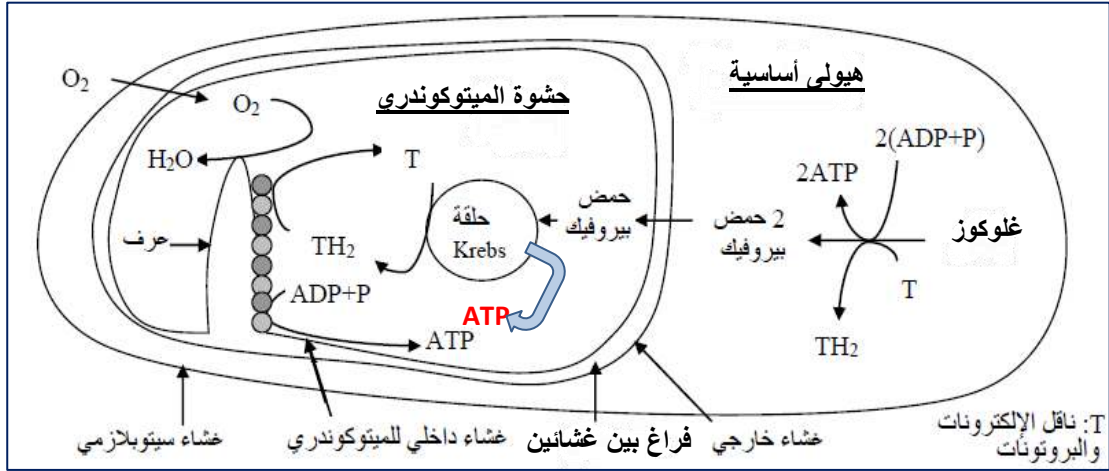 هيولى أساسية
حشوة الميتوكوندري
O₂
O₂
H₂O
T
2(ADP+P)
2ATP
حمض
بيروفيك
2 حمض
بيروفيك
غلوكوز
حلقة
Krebs
عرف
TH₂
T
ADP+P
ATP
ATP
TH₂
غشاء سيتوبلازمي
غشاء داخلي للميتوكوندري
فراغ بين غشائين
غشاء خارجي
T: ناقل الإلكترونات
والبروتونات